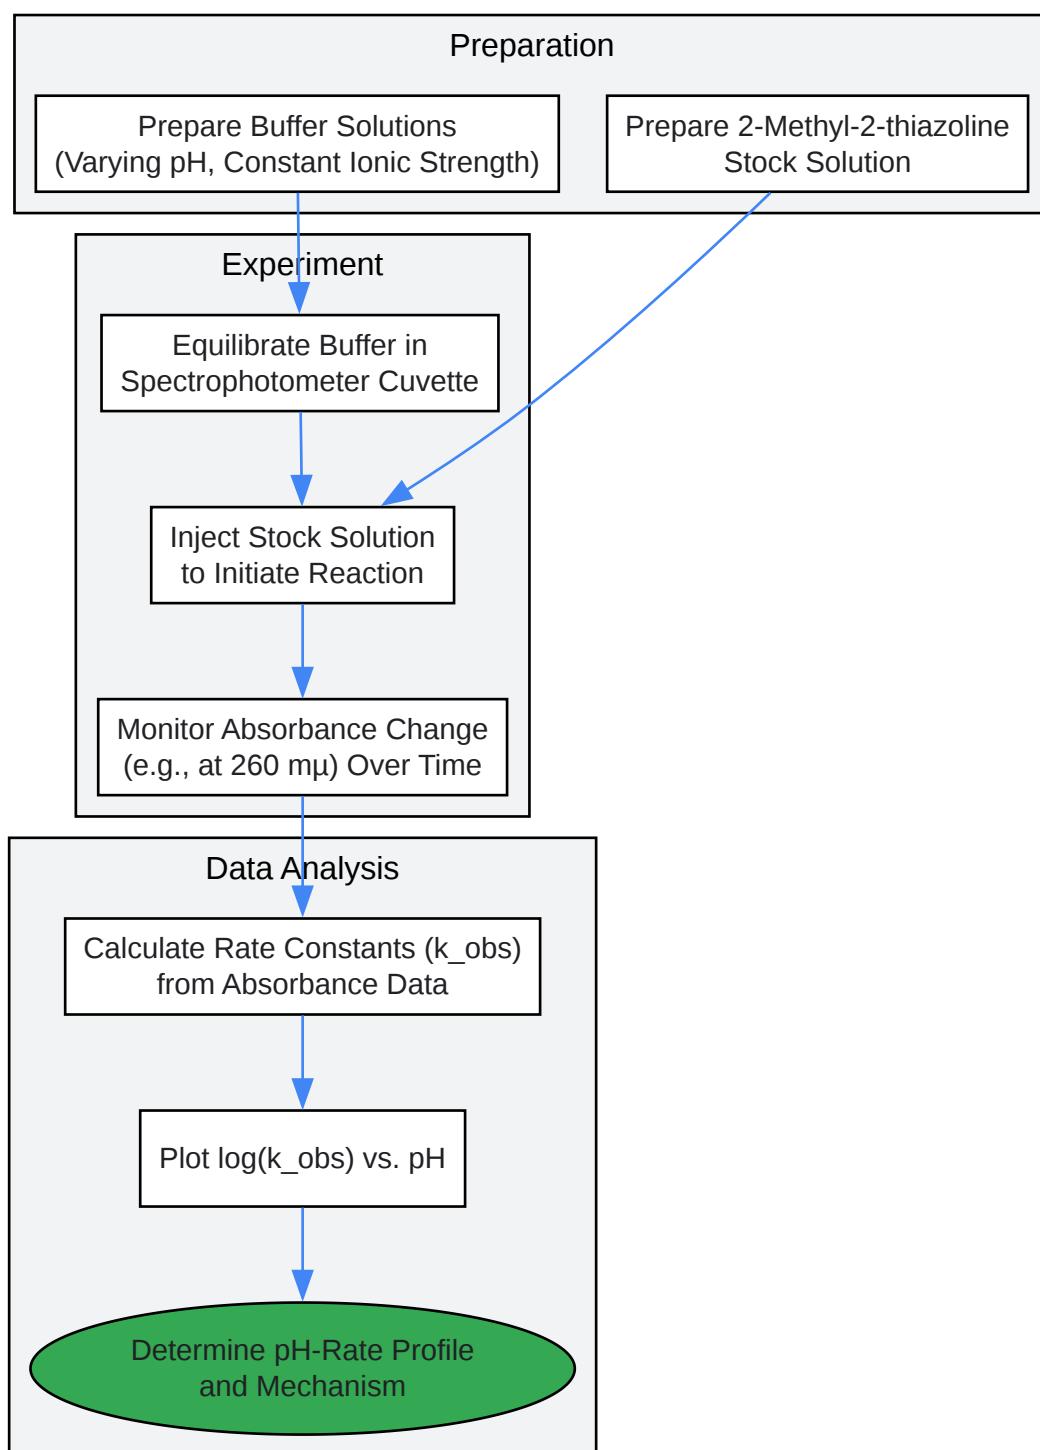 Preparation
Prepare Buffer Solutions
(Varying pH, Constant Ionic Strength)
Prepare 2-Methyl-2-thiazoline
Stock Solution
Experiment
Equilibrate Buffer in
Spectrophotometer Cuvette
Inject Stock Solution
to Initiate Reaction
Monitor Absorbance Change
(e.g., at 260 mμ) Over Time
Data Analysis
Calculate Rate Constants (k_obs)
from Absorbance Data
Plot log(k_obs) vs. pH
Determine pH-Rate Profile
and Mechanism